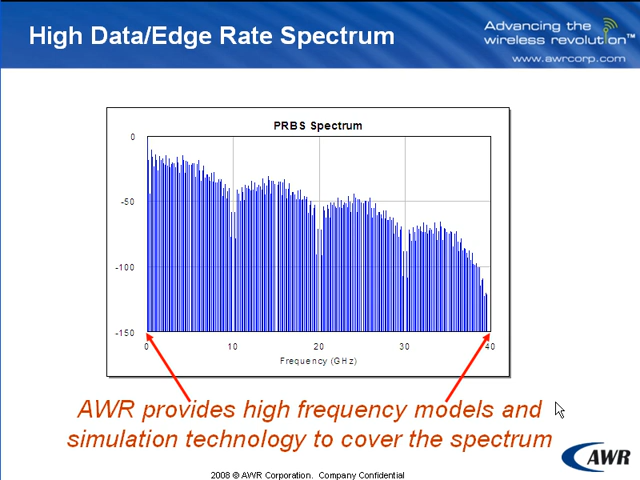 High Data/Edge Rate Spectrum
Advancing the
wireless revolution™
www.awrcorp.com
PRBS Spectrum
0
-50
-100
-150
0 10 20 30 40
Frequency (GHz)
AWR provides high frequency models and
simulation technology to cover the spectrum
AWR
2008 © AWR Corporation. Company Confidential